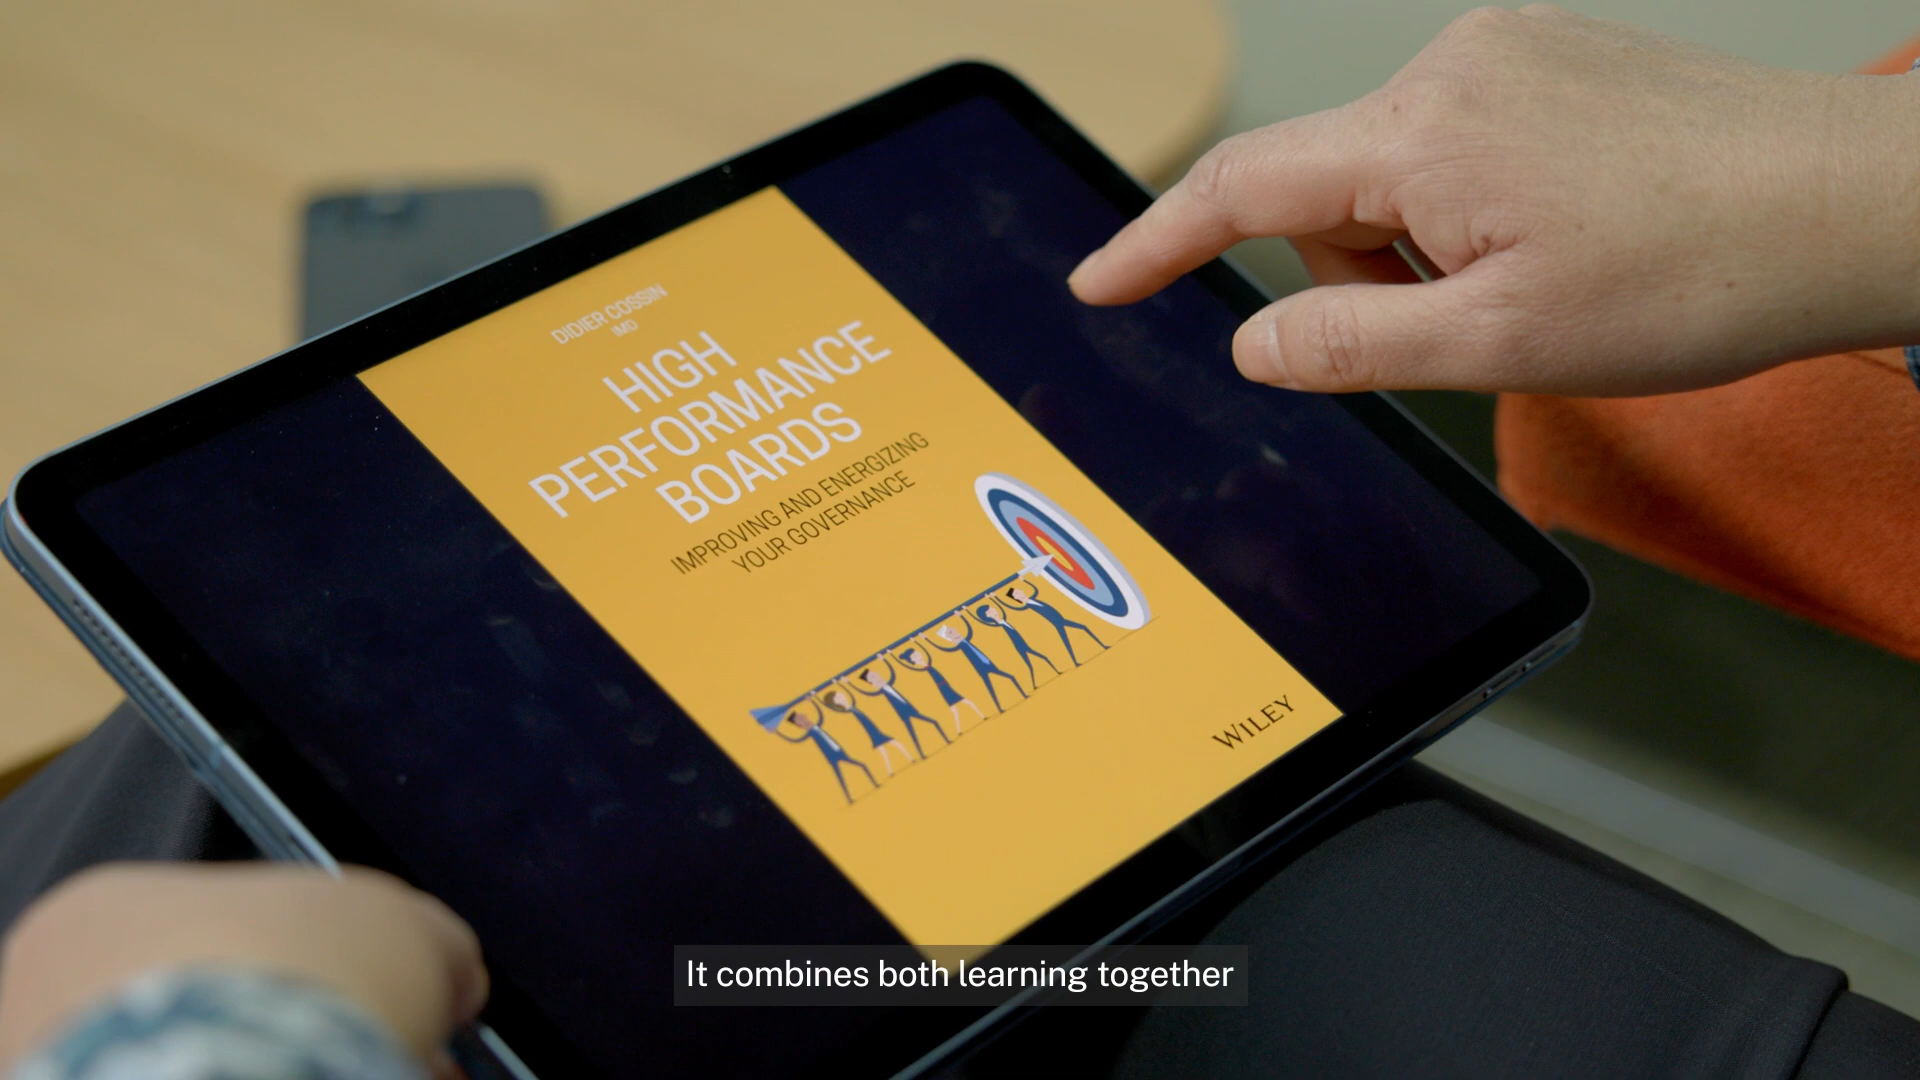 DIDIER COSSIN
IMD
HIGH
PERFORMANCE
BOARDS
IMPROVING AND ENERGIZING
YOUR GOVERNANCE
WILEY
It combines both learning together